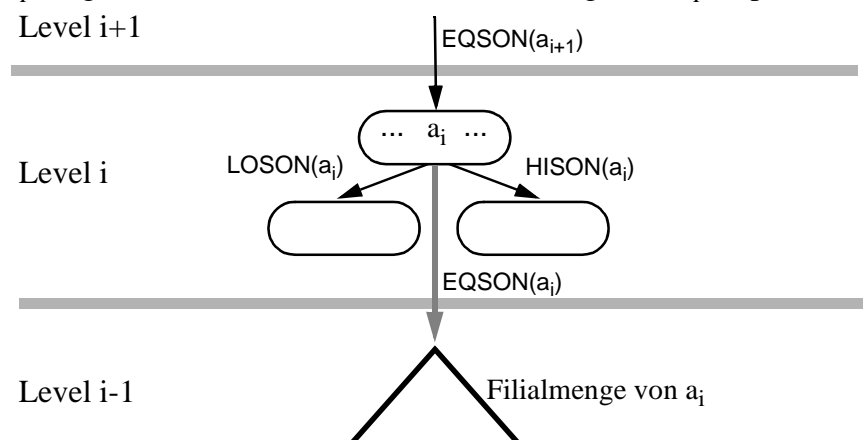 Level i+1
EQSON(a_{i+1})
... a_i ...
Level i
LOSON(a_i)
HISON(a_i)
EQSON(a_i)
Level i-1
Filialmenge von a_i